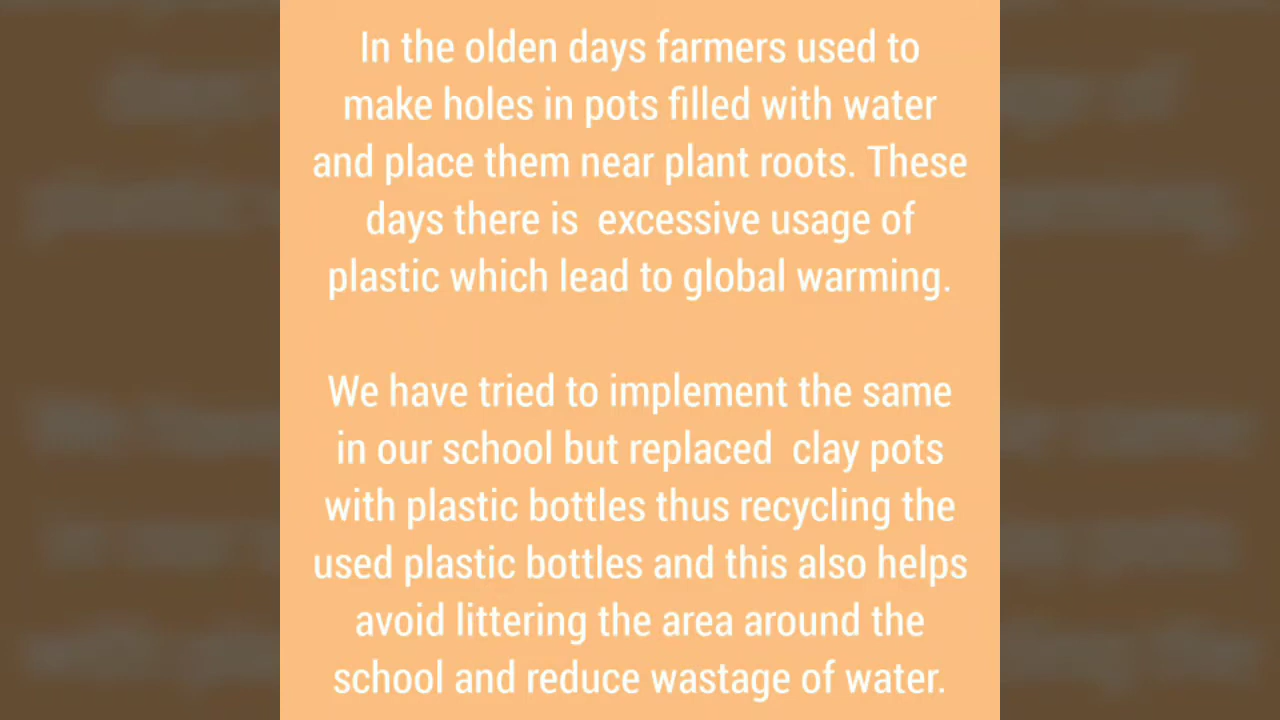 In the olden days farmers used to
make holes in pots filled with water
and place them near plant roots. These
days there is  excessive usage of
plastic which lead to global warming.
We have tried to implement the same
in our school but replaced  clay pots
with plastic bottles thus recycling the
used plastic bottles and this also helps
avoid littering the area around the
school and reduce wastage of water.